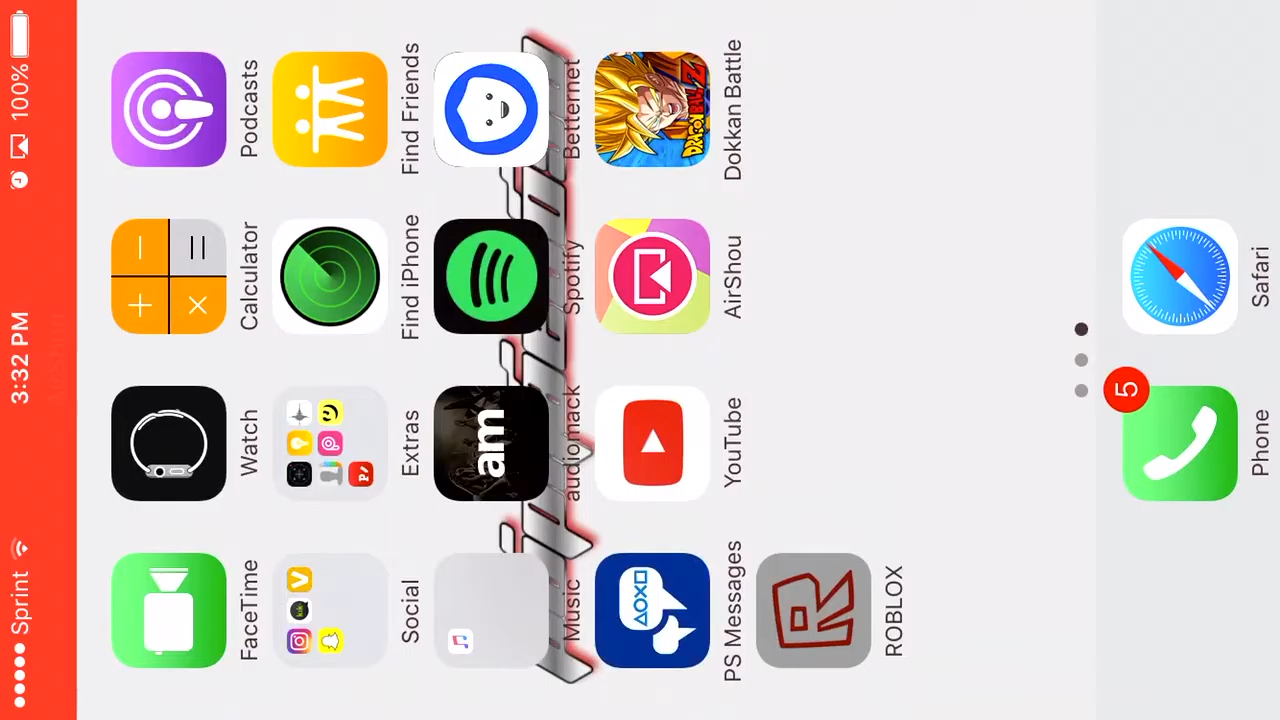 Sprint 3:32 PM 100%
FaceTime Watch Calculator Podcasts
Social Extras Find iPhone Find Friends
am
Music audiomack Spotify Betternet
DRAGONBALL Z
PS Messages YouTube AirShou Dokkan Battle
ROBLOX
5
Phone Safari